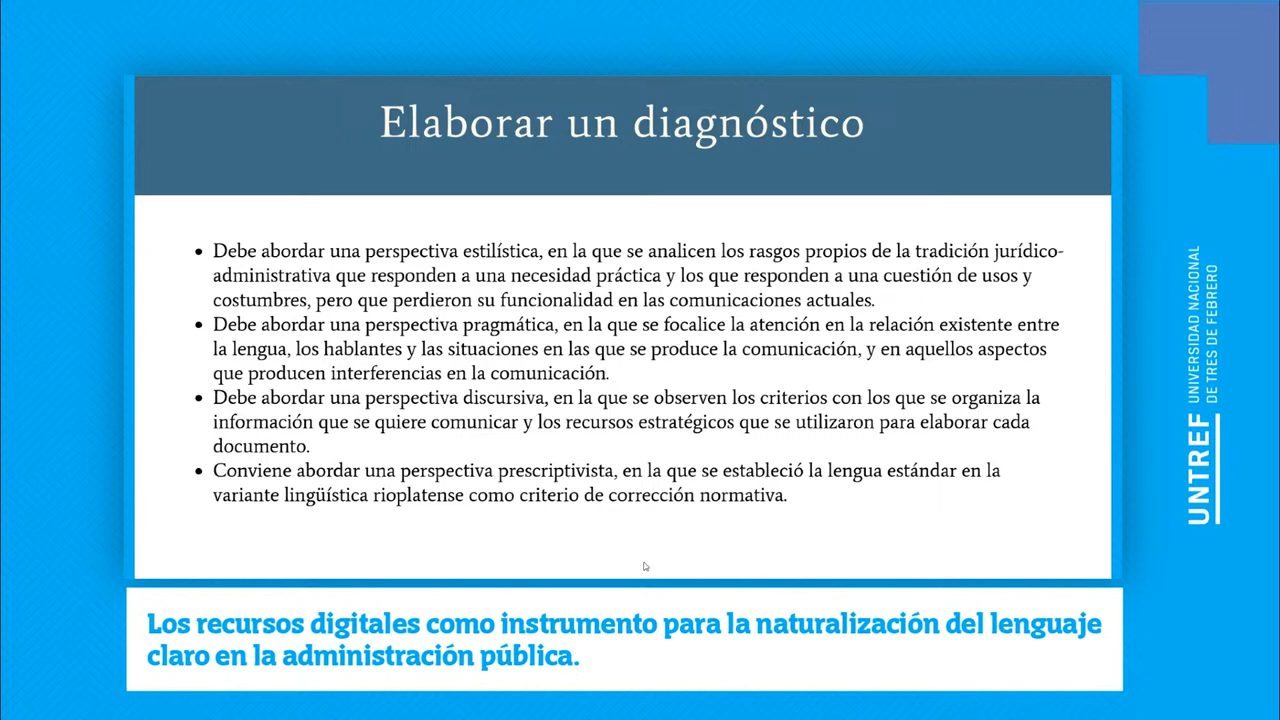 Elaborar un diagnóstico
• Debe abordar una perspectiva estilística, en la que se analicen los rasgos propios de la tradición jurídico-
administrativa que responden a una necesidad práctica y los que responden a una cuestión de usos y
costumbres, pero que perdieron su funcionalidad en las comunicaciones actuales.
• Debe abordar una perspectiva pragmática, en la que se focalice la atención en la relación existente entre
la lengua, los hablantes y las situaciones en las que se produce la comunicación, y en aquellos aspectos
que producen interferencias en la comunicación.
• Debe abordar una perspectiva discursiva, en la que se observen los criterios con los que se organiza la
información que se quiere comunicar y los recursos estratégicos que se utilizaron para elaborar cada
documento.
• Conviene abordar una perspectiva prescriptivista, en la que se estableció la lengua estándar en la
variante lingüística rioplatense como criterio de corrección normativa.
Los recursos digitales como instrumento para la naturalización del lenguaje
claro en la administración pública.
UNTREF
UNIVERSIDAD NACIONAL
DE TRES DE FEBRERO